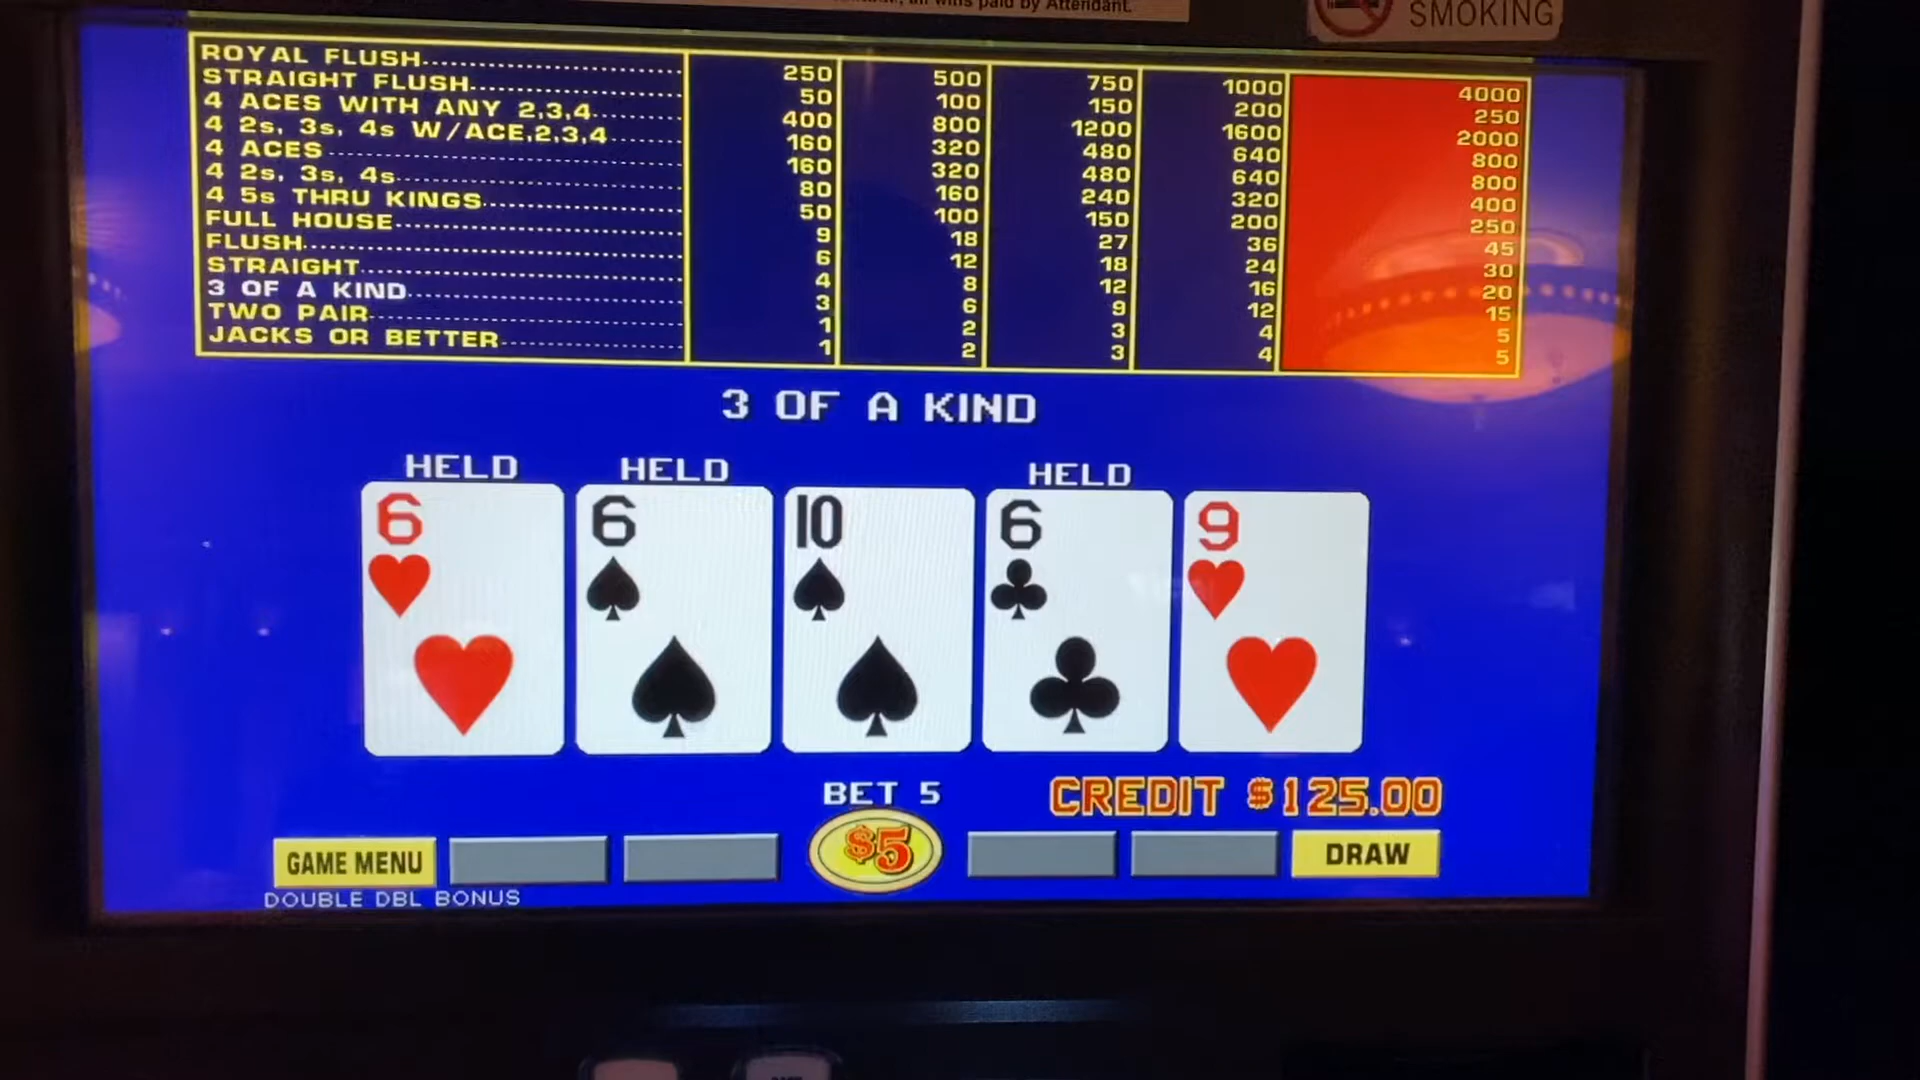 all wins paid by Attendant.
SMOKING
ROYAL FLUSH 250 500 750 1000 4000
STRAIGHT FLUSH 50 100 150 200 250
4 ACES WITH ANY 2,3,4 400 800 1200 1600 2000
4 2s, 3s, 4s W/ACE,2,3,4 160 320 480 640 800
4 ACES 160 320 480 640 800
4 2s, 3s, 4s 80 160 240 320 400
4 5s THRU KINGS 50 100 150 200 250
FULL HOUSE 9 18 27 36 45
FLUSH 6 12 18 24 30
STRAIGHT 4 8 12 16 20
3 OF A KIND 3 6 9 12 15
TWO PAIR 1 2 3 4 5
JACKS OR BETTER 1 2 3 4 5
3 OF A KIND
HELD HELD HELD
6 6 10 6 9
BET 5 CREDIT $125.00
GAME MENU $5 DRAW
DOUBLE DBL BONUS